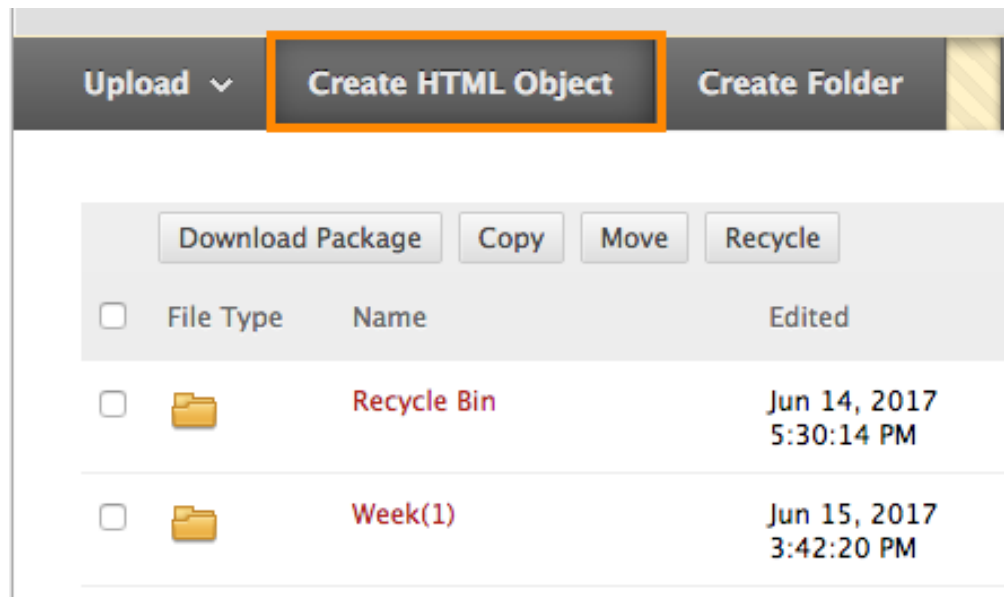 Upload Create HTML Object Create Folder
Download Package Copy Move Recycle
File Type Name Edited
Recycle Bin Jun 14, 2017
5:30:14 PM
Week(1) Jun 15, 2017
3:42:20 PM